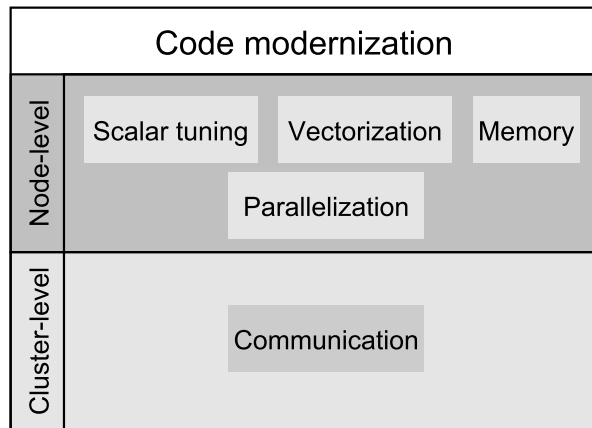 Code modernization
Node-level
Scalar tuning
Vectorization
Memory
Parallelization
Cluster-level
Communication